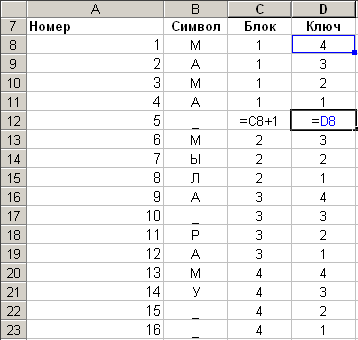 A B C D
7 Номер Символ Блок Ключ
8 1 М 1 4
9 2 А 1 3
10 3 М 1 2
11 4 А 1 1
12 5 _ =C8+1 =D8
13 6 М 2 3
14 7 Ы 2 2
15 8 Л 2 1
16 9 А 3 4
17 10 _ 3 3
18 11 Р 3 2
19 12 А 3 1
20 13 М 4 4
21 14 У 4 3
22 15 _ 4 2
23 16 _ 4 1